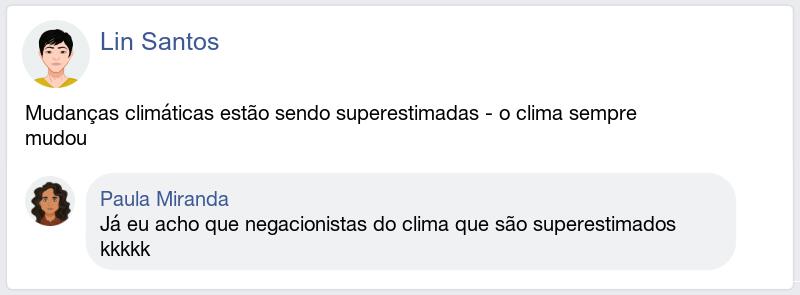 Lin Santos
Mudanças climáticas estão sendo superestimadas - o clima sempre
mudou
Paula Miranda
Já eu acho que negacionistas do clima que são superestimados
kkkkk